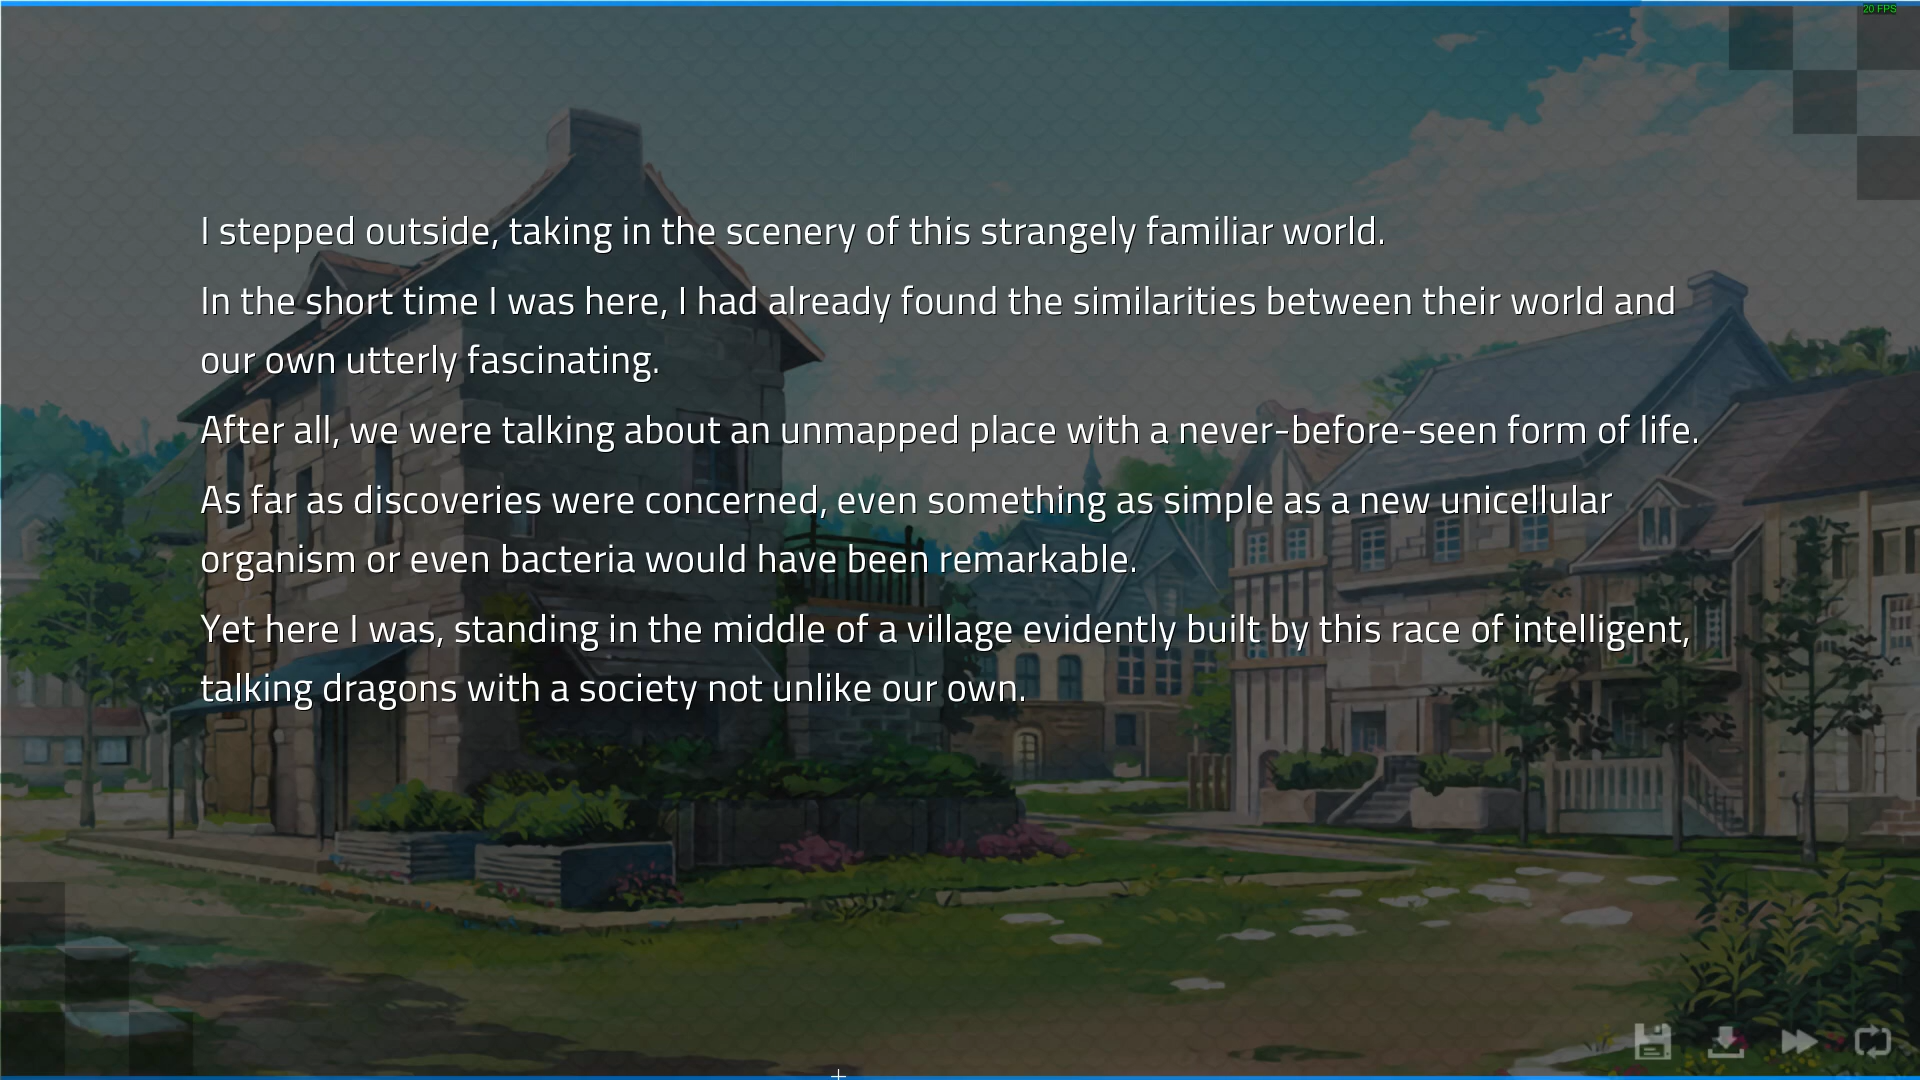 20 FPS
I stepped outside, taking in the scenery of this strangely familiar world.
In the short time I was here, I had already found the similarities between their world and
our own utterly fascinating.
After all, we were talking about an unmapped place with a never-before-seen form of life.
As far as discoveries were concerned, even something as simple as a new unicellular
organism or even bacteria would have been remarkable.
Yet here I was, standing in the middle of a village evidently built by this race of intelligent,
talking dragons with a society not unlike our own.